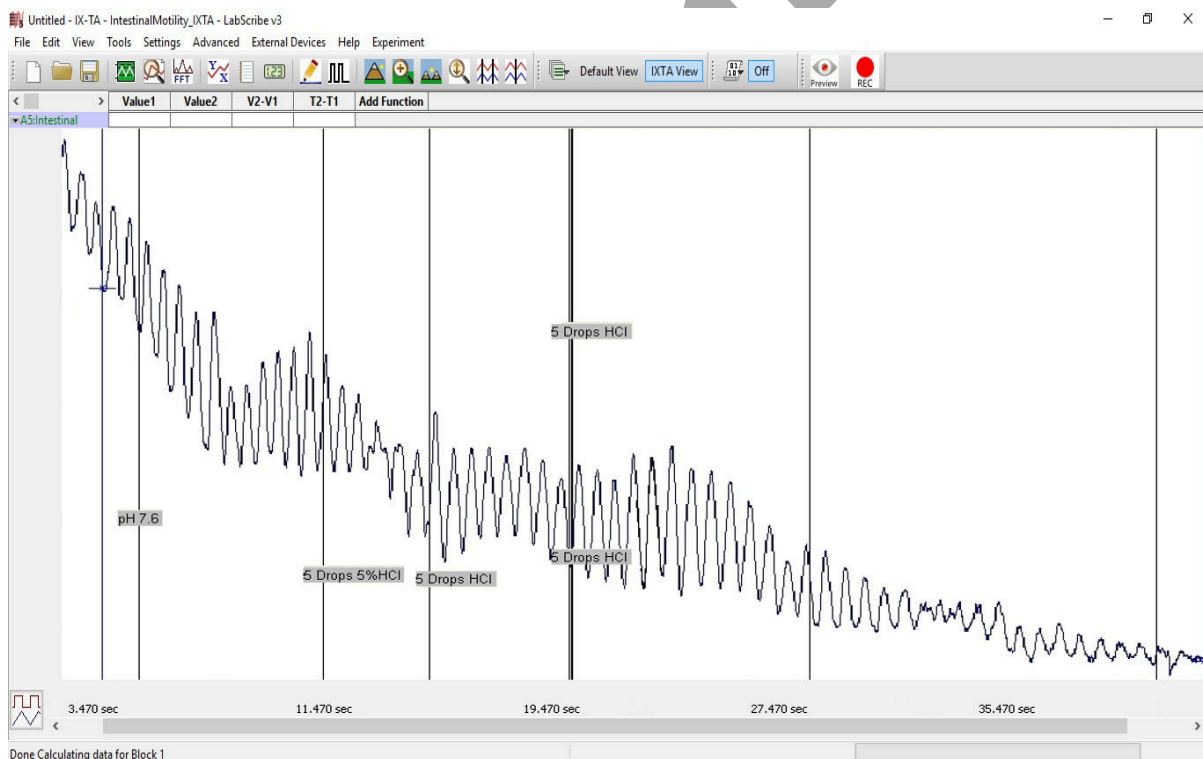 Untitled - IX-TA - IntestinalMotility_IXTA - LabScribe v3
File Edit View Tools Settings Advanced External Devices Help Experiment
FFT Y X 123 Default View IXTA View Off Preview REC
Value1 Value2 V2-V1 T2-T1 Add Function
A5:Intestinal
5 Drops HCl
pH 7.6
5 Drops HCl
5 Drops 5%HCl
5 Drops HCl
3.470 sec 11.470 sec 19.470 sec 27.470 sec 35.470 sec
Done Calculating data for Block 1